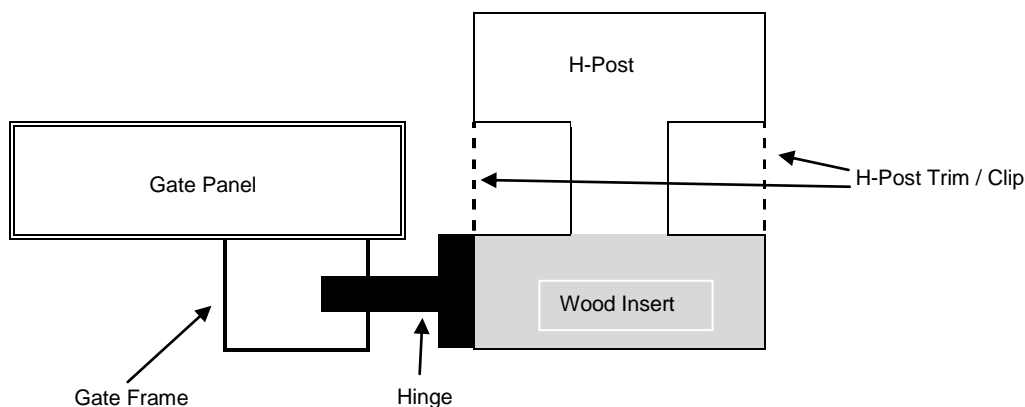 H-Post
Gate Panel
H-Post Trim / Clip
Wood Insert
Gate Frame
Hinge